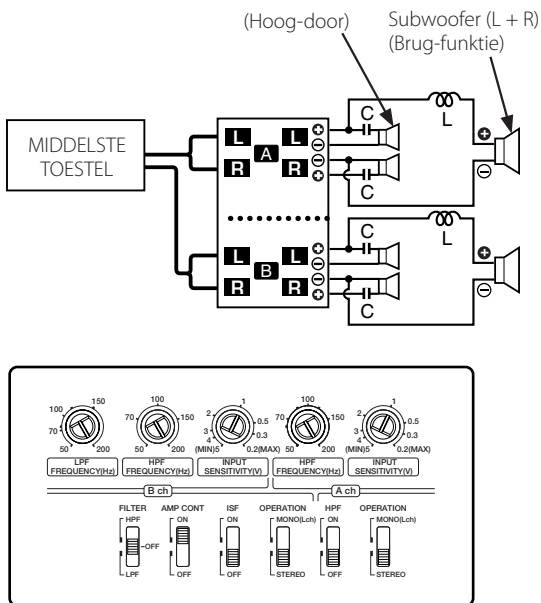 (Hoog-door)
Subwoofer (L + R)
(Brug-funktie)
MIDDELSTE
TOESTEL
L L
A
R R
L L
B
R R
C
C
L
C
C
L
100 150
70
50 200
LPF
FREQUENCY(Hz)
100
70 150
50 200
HPF
FREQUENCY(Hz)
1
2 0.5
3 0.3
4
(MIN)5 0.2(MAX)
INPUT
SENSITIVITY(V)
100
70 150
50 200
HPF
FREQUENCY(Hz)
1
2 0.5
3 0.3
4
(MIN)5 0.2(MAX)
INPUT
SENSITIVITY(V)
B ch A ch
FILTER AMP CONT ISF OPERATION HPF OPERATION
HPF ON ON MONO(Lch) ON MONO(Lch)
OFF
LPF OFF OFF STEREO OFF STEREO